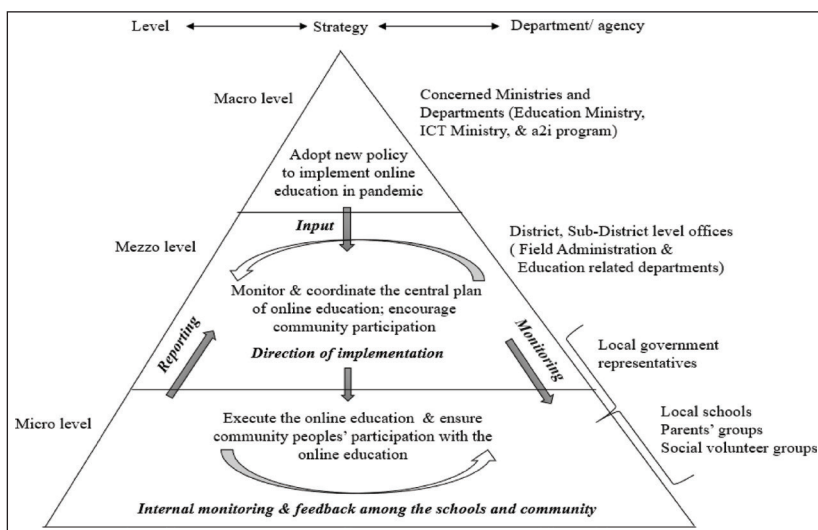 Level Strategy Department/ agency
Macro level
Concerned Ministries and
Departments (Education Ministry,
ICT Ministry, & a2i program)
Adopt new policy
to implement online
education in pandemic
Input
Mezzo level
District, Sub-District level offices
( Field Administration &
Education related departments)
Monitor & coordinate the central plan
of online education; encourage
community participation
Reporting
Monitoring
Direction of implementation
Local government
representatives
Micro level
Execute the online education & ensure
community peoples’ participation with the
online education
Local schools
Parents’ groups
Social volunteer groups
Internal monitoring & feedback among the schools and community